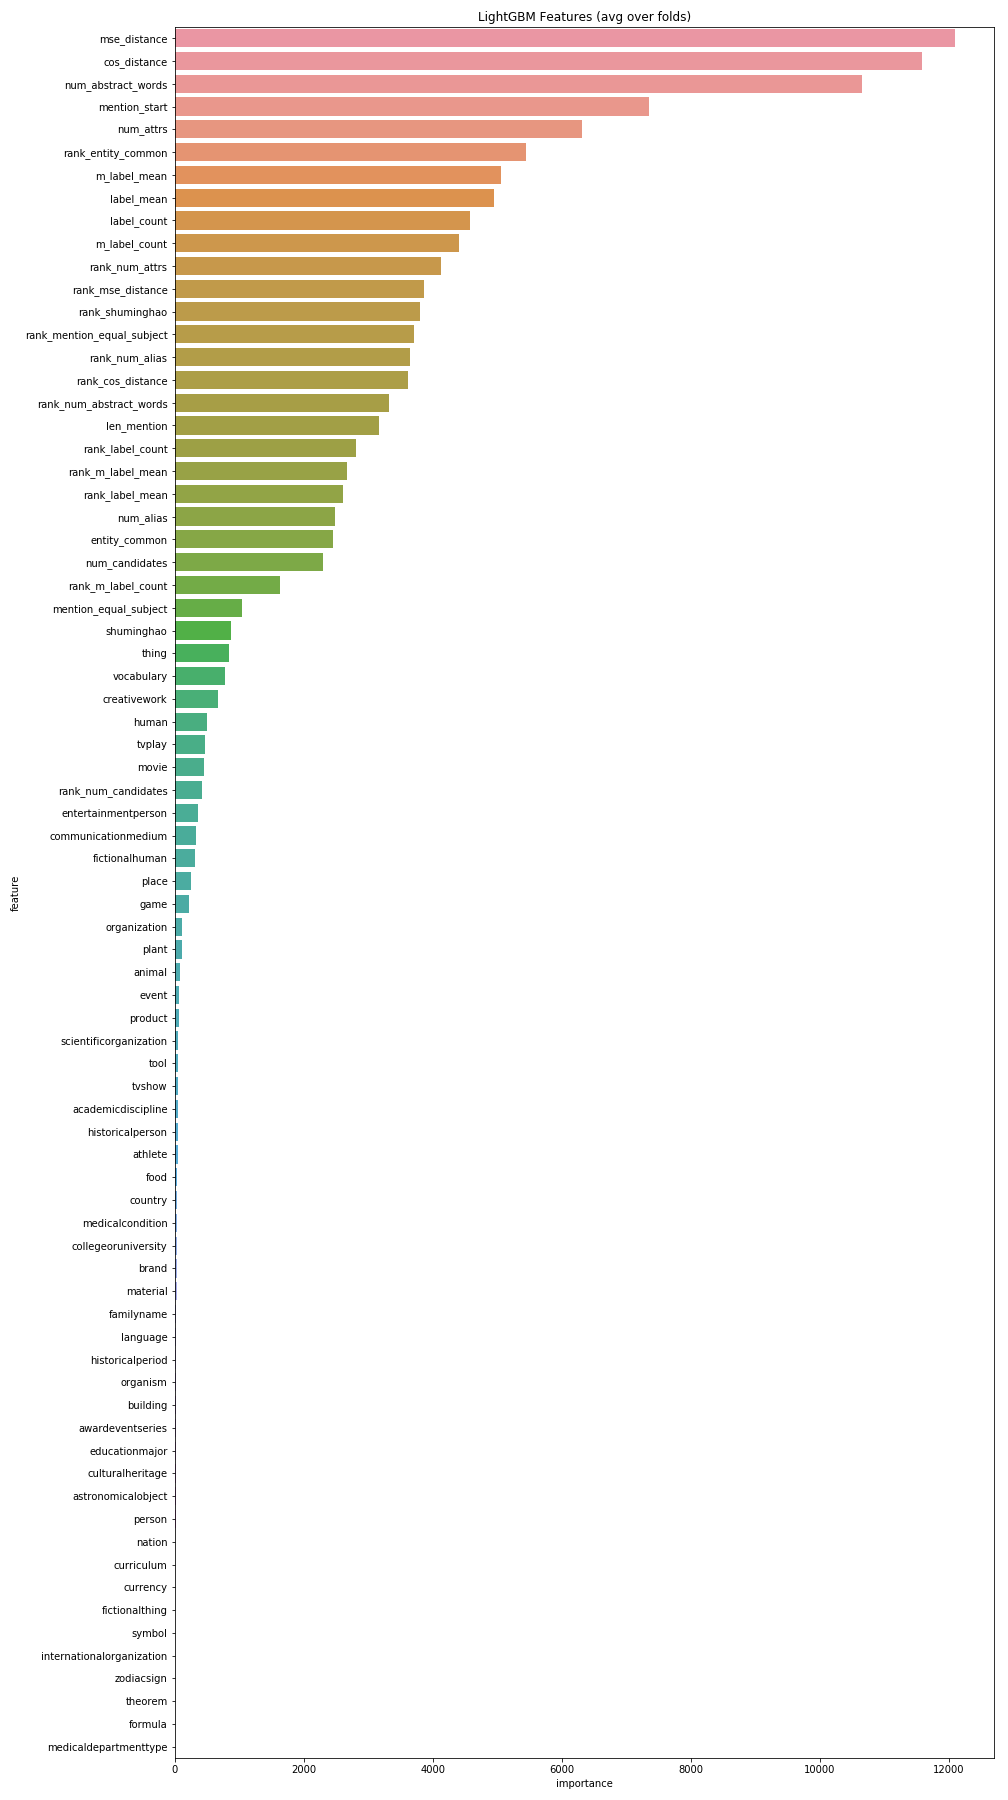 LightGBM Features (avg over folds)
mse_distance
cos_distance
num_abstract_words
mention_start
num_attrs
rank_entity_common
m_label_mean
label_mean
label_count
m_label_count
rank_num_attrs
rank_mse_distance
rank_shuminghao
rank_mention_equal_subject
rank_num_alias
rank_cos_distance
rank_num_abstract_words
len_mention
rank_label_count
rank_m_label_mean
rank_label_mean
num_alias
entity_common
num_candidates
rank_m_label_count
mention_equal_subject
shuminghao
thing
vocabulary
creativework
human
tvplay
movie
rank_num_candidates
entertainmentperson
communicationmedium
fictionalhuman
place
game
organization
plant
animal
event
product
scientificorganization
tool
tvshow
academicdiscipline
historicalperson
athlete
food
country
medicalcondition
collegeoruniversity
brand
material
familyname
language
historicalperiod
organism
building
awardeventseries
educationmajor
culturalheritage
astronomicalobject
person
nation
curriculum
currency
fictionalthing
symbol
internationalorganization
zodiacsign
theorem
formula
medicaldepartmenttype
feature
0 2000 4000 6000 8000 10000 12000
importance